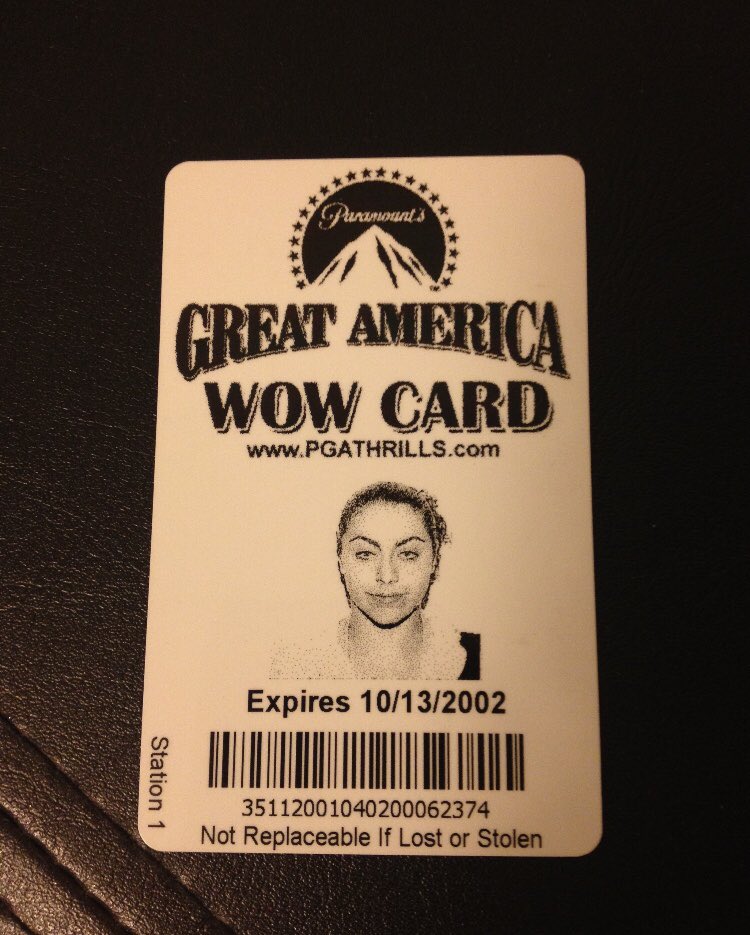 Paramount's
GREAT AMERICA
WOW CARD
www.PGATHRILLS.com
Expires 10/13/2002
Station 1
35112001040200062374
Not Replaceable If Lost or Stolen